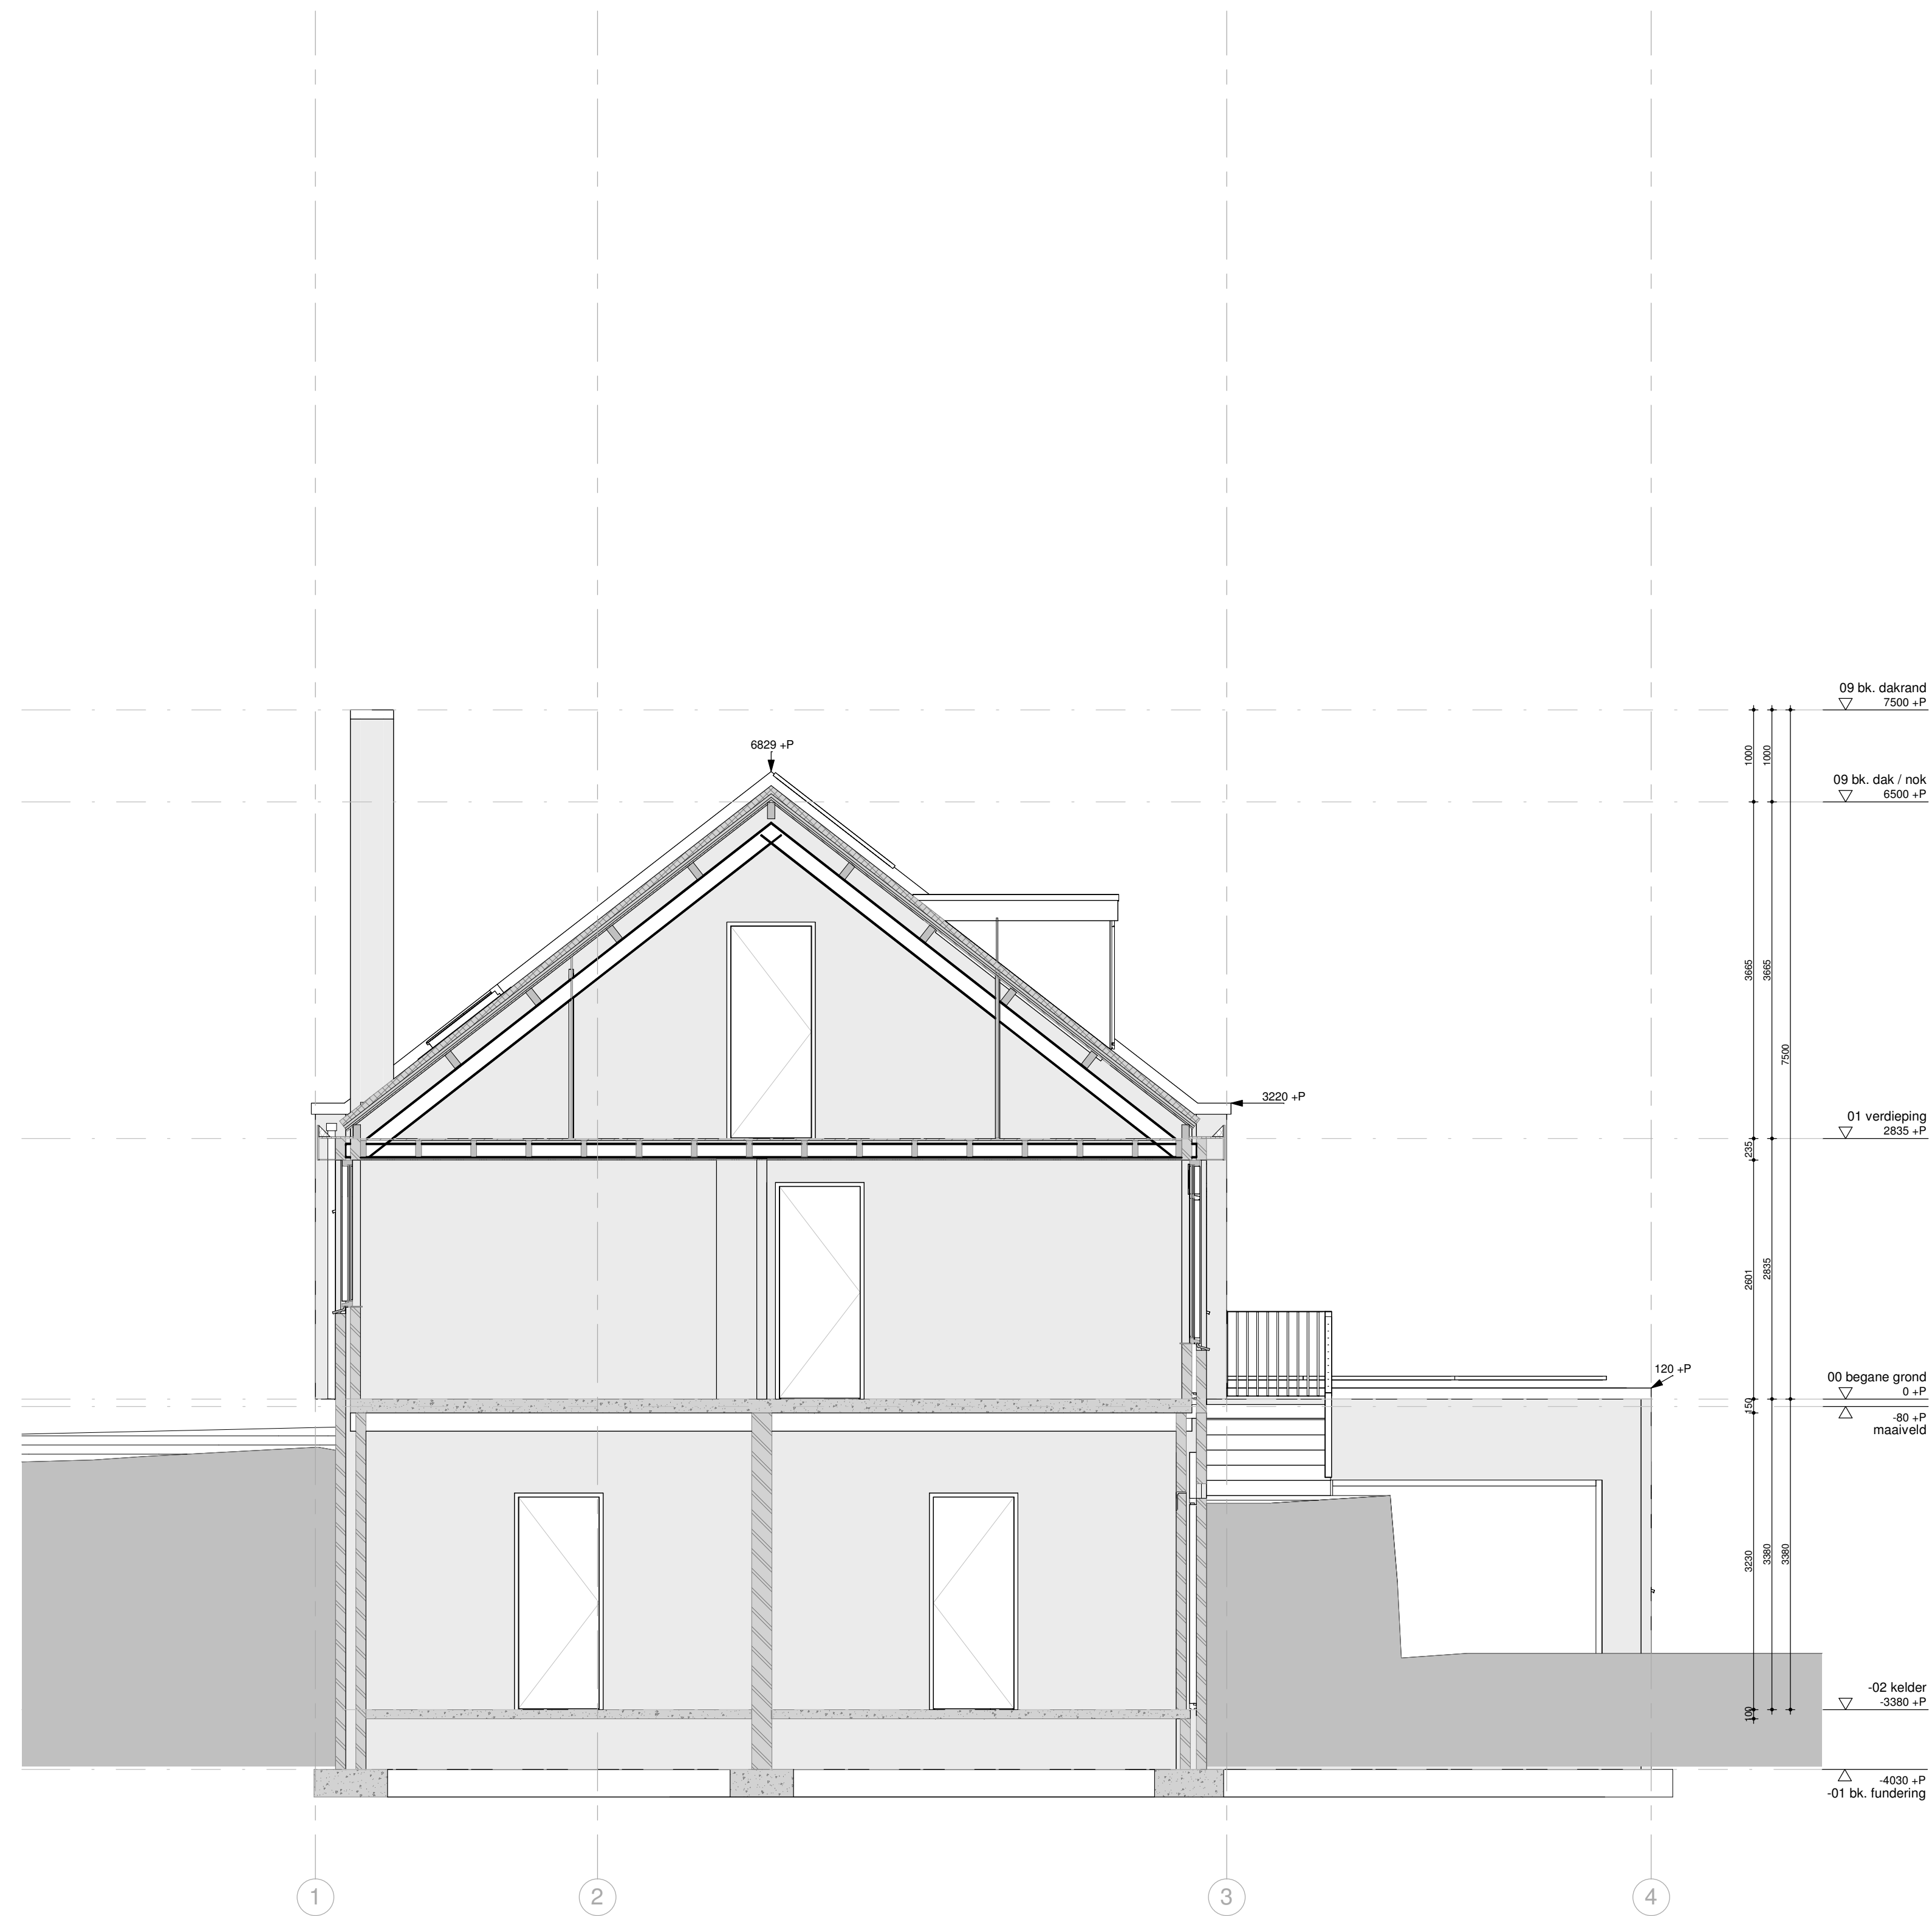 09 bk. dakrand
7500 +P
6829 +P
09 bk. dak / nok
6500 +P
1000
1000
3665
3665
7500
3220 +P
01 verdieping
2835 +P
235
2601
2835
120 +P
00 begane grond
0 +P
150
-80 +P
maaiveld
3230
3380
3380
-02 kelder
-3380 +P
100
-4030 +P
-01 bk. fundering
1
2
3
4